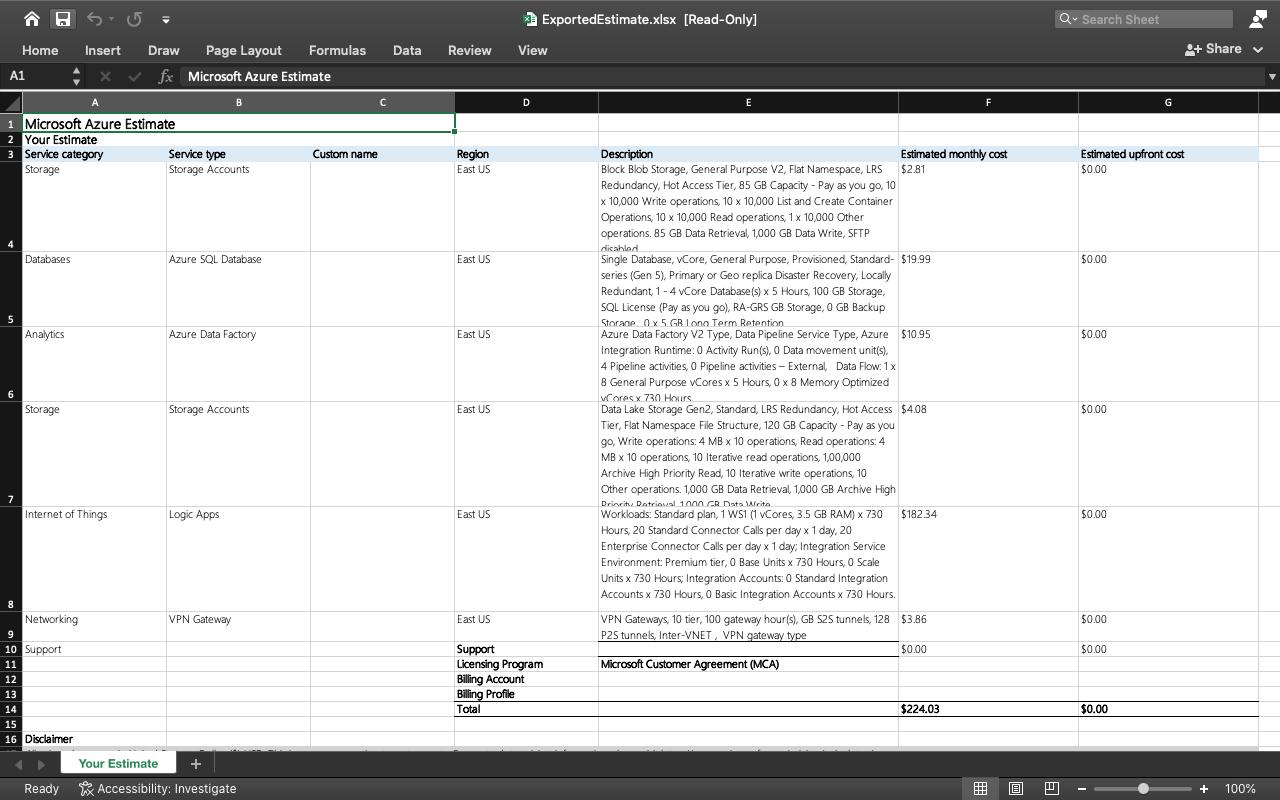 ExportedEstimate.xlsx [Read-Only]
Search Sheet
Home Insert Draw Page Layout Formulas Data Review View Share
A1 fx Microsoft Azure Estimate
A B C D E F G
1 Microsoft Azure Estimate
2 Your Estimate
3 Service category Service type Custom name Region Description Estimated monthly cost Estimated upfront cost
Storage Storage Accounts East US Block Blob Storage, General Purpose V2, Flat Namespace, LRS $2.81 $0.00
Redundancy, Hot Access Tier, 85 GB Capacity - Pay as you go, 10
x 10,000 Write operations, 10 x 10,000 List and Create Container
Operations, 10 x 10,000 Read operations, 1 x 10,000 Other
operations. 85 GB Data Retrieval, 1,000 GB Data Write, SFTP
4 disabled
Databases Azure SQL Database East US Single Database, vCore, General Purpose, Provisioned, Standard- $19.99 $0.00
series (Gen 5), Primary or Geo replica Disaster Recovery, Locally
Redundant, 1 - 4 vCore Database(s) x 5 Hours, 100 GB Storage,
SQL License (Pay as you go), RA-GRS GB Storage, 0 GB Backup
5 Storage, 0 x 5 GB Long Term Retention
Analytics Azure Data Factory East US Azure Data Factory V2 Type, Data Pipeline Service Type, Azure $10.95 $0.00
Integration Runtime: 0 Activity Run(s), 0 Data movement unit(s),
4 Pipeline activities, 0 Pipeline activities – External, Data Flow: 1 x
8 General Purpose vCores x 5 Hours, 0 x 8 Memory Optimized
6 vCores x 730 Hours
Storage Storage Accounts East US Data Lake Storage Gen2, Standard, LRS Redundancy, Hot Access $4.08 $0.00
Tier, Flat Namespace File Structure, 120 GB Capacity - Pay as you
go, Write operations: 4 MB x 10 operations, Read operations: 4
MB x 10 operations, 10 Iterative read operations, 1,00,000
Archive High Priority Read, 10 Iterative write operations, 10
Other operations. 1,000 GB Data Retrieval, 1,000 GB Archive High
7 Priority Retrieval, 1,000 GB Data Write
Internet of Things Logic Apps East US Workloads: Standard plan, 1 WS1 (1 vCores, 3.5 GB RAM) x 730 $182.34 $0.00
Hours, 20 Standard Connector Calls per day x 1 day, 20
Enterprise Connector Calls per day x 1 day; Integration Service
Environment: Premium tier, 0 Base Units x 730 Hours, 0 Scale
Units x 730 Hours; Integration Accounts: 0 Standard Integration
8 Accounts x 730 Hours, 0 Basic Integration Accounts x 730 Hours.
Networking VPN Gateway East US VPN Gateways, 10 tier, 100 gateway hour(s), GB S2S tunnels, 128 $3.86 $0.00
9 P2S tunnels, Inter-VNET , VPN gateway type
10 Support Support $0.00 $0.00
11 Licensing Program Microsoft Customer Agreement (MCA)
12 Billing Account
13 Billing Profile
14 Total $224.03 $0.00
15
16 Disclaimer
Your Estimate +
Ready Accessibility: Investigate 100%